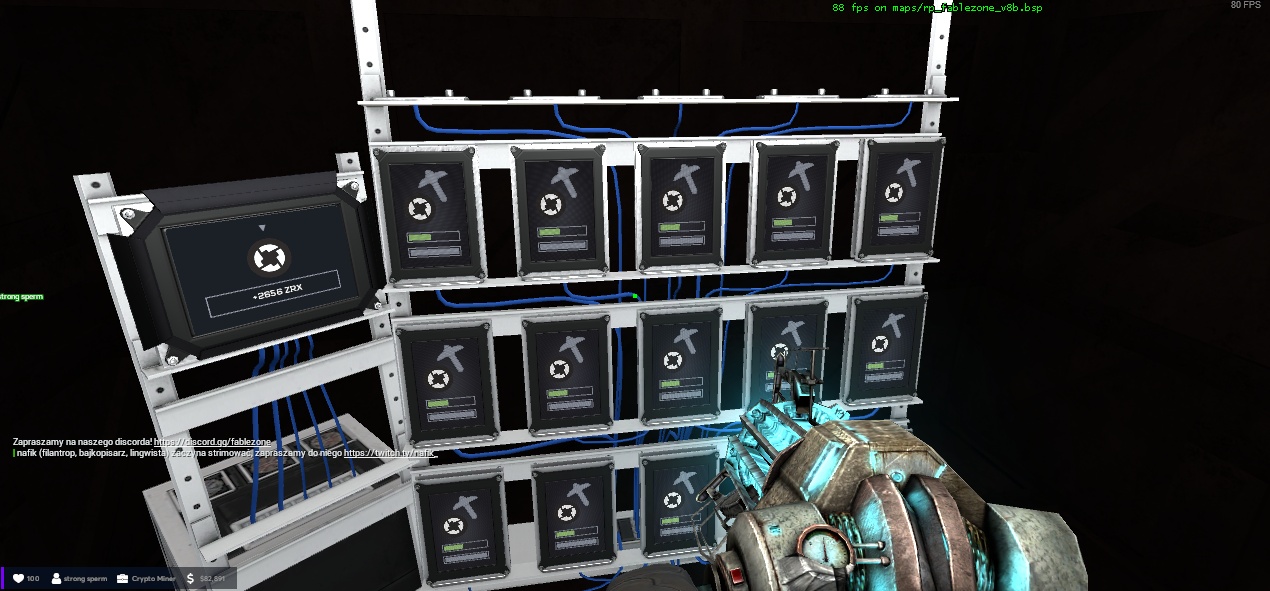 88 fps on maps/rp_fablezone_v8b.bsp
80 FPS
+2656 ZRX
strong sperm
Zapraszamy na naszego discorda! https://discord.gg/fablezone
| nafik (filantrop, bajkopisarz, lingwista) zaczyna strimować, zapraszamy do niego https://twitch.tv/nafik_
100 strong sperm Crypto Miner $ $82,891